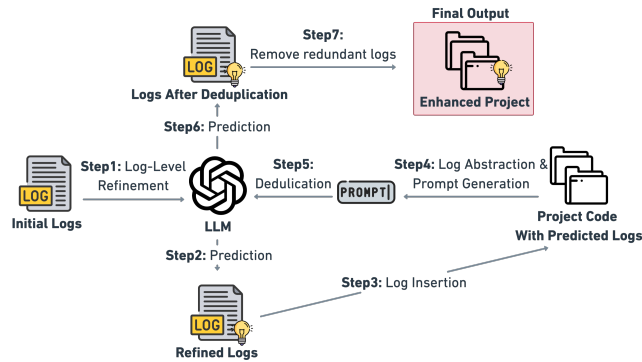 Final Output
Step7:
Remove redundant logs
LOG
Logs After Deduplication
Enhanced Project
Step6: Prediction
Step1: Log-Level
Refinement
Step5:
Dedulication
Step4: Log Abstraction &
Prompt Generation
LOG
PROMPT
Initial Logs
LLM
Project Code
With Predicted Logs
Step2: Prediction
Step3: Log Insertion
LOG
Refined Logs